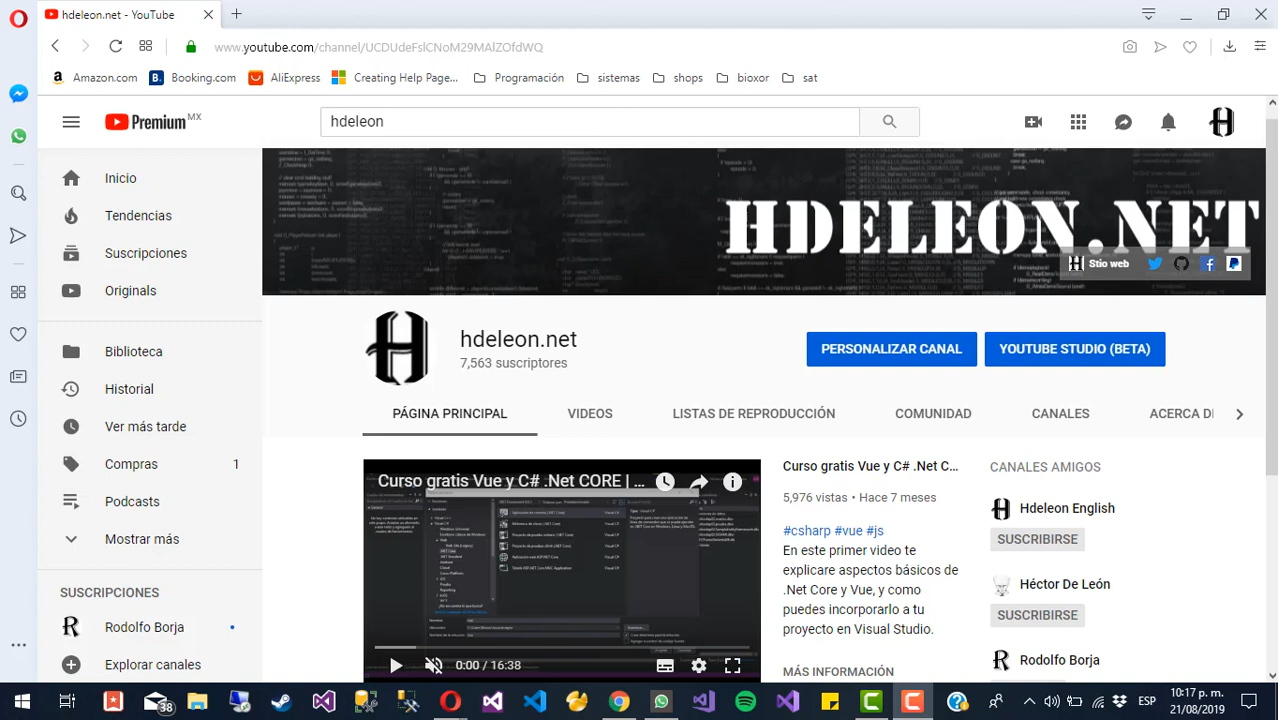 hdeleon.net - YouTube
www.youtube.com/channel/UCDUdeFslCNoM29MAlZOfdWQ
Amazon.com
Booking.com
AliExpress
Creating Help Page...
Programación
sistemas
shops
bioxor
sat
Premium MX
hdeleon
Inicio
Tendencias
Suscripciones
Originals
Biblioteca
Historial
Ver más tarde
Compras 1
Podcasts
Mostrar más
SUSCRIPCIONES
Rodolfo Borja
Explorar canales
HDELEON.NET
Stio web
hdeleon.net
7,563 suscriptores
PERSONALIZAR CANAL
YOUTUBE STUDIO (BETA)
PÁGINA PRINCIPAL
VIDEOS
LISTAS DE REPRODUCCIÓN
COMUNIDAD
CANALES
ACERCA DE
Curso gratis Vue y C# .Net CORE | ...
0:00 / 16:38
Curso gratis Vue y C# .Net C...
5,976 vistas • Hace 7 meses
#csharp #vue #js
En este primer video te
explico aspectos básicos de
.Net Core y Vue, y como
puedes incorporarlo a tu
proyecto en Visual Studio.
MÁS INFORMACIÓN
CANALES AMIGOS
Hdeleon English
SUSCRIBIRSE
Héctor De León
SUSCRIBIRSE
Rodolfo Borja
ESP
10:17 p. m.
21/08/2019